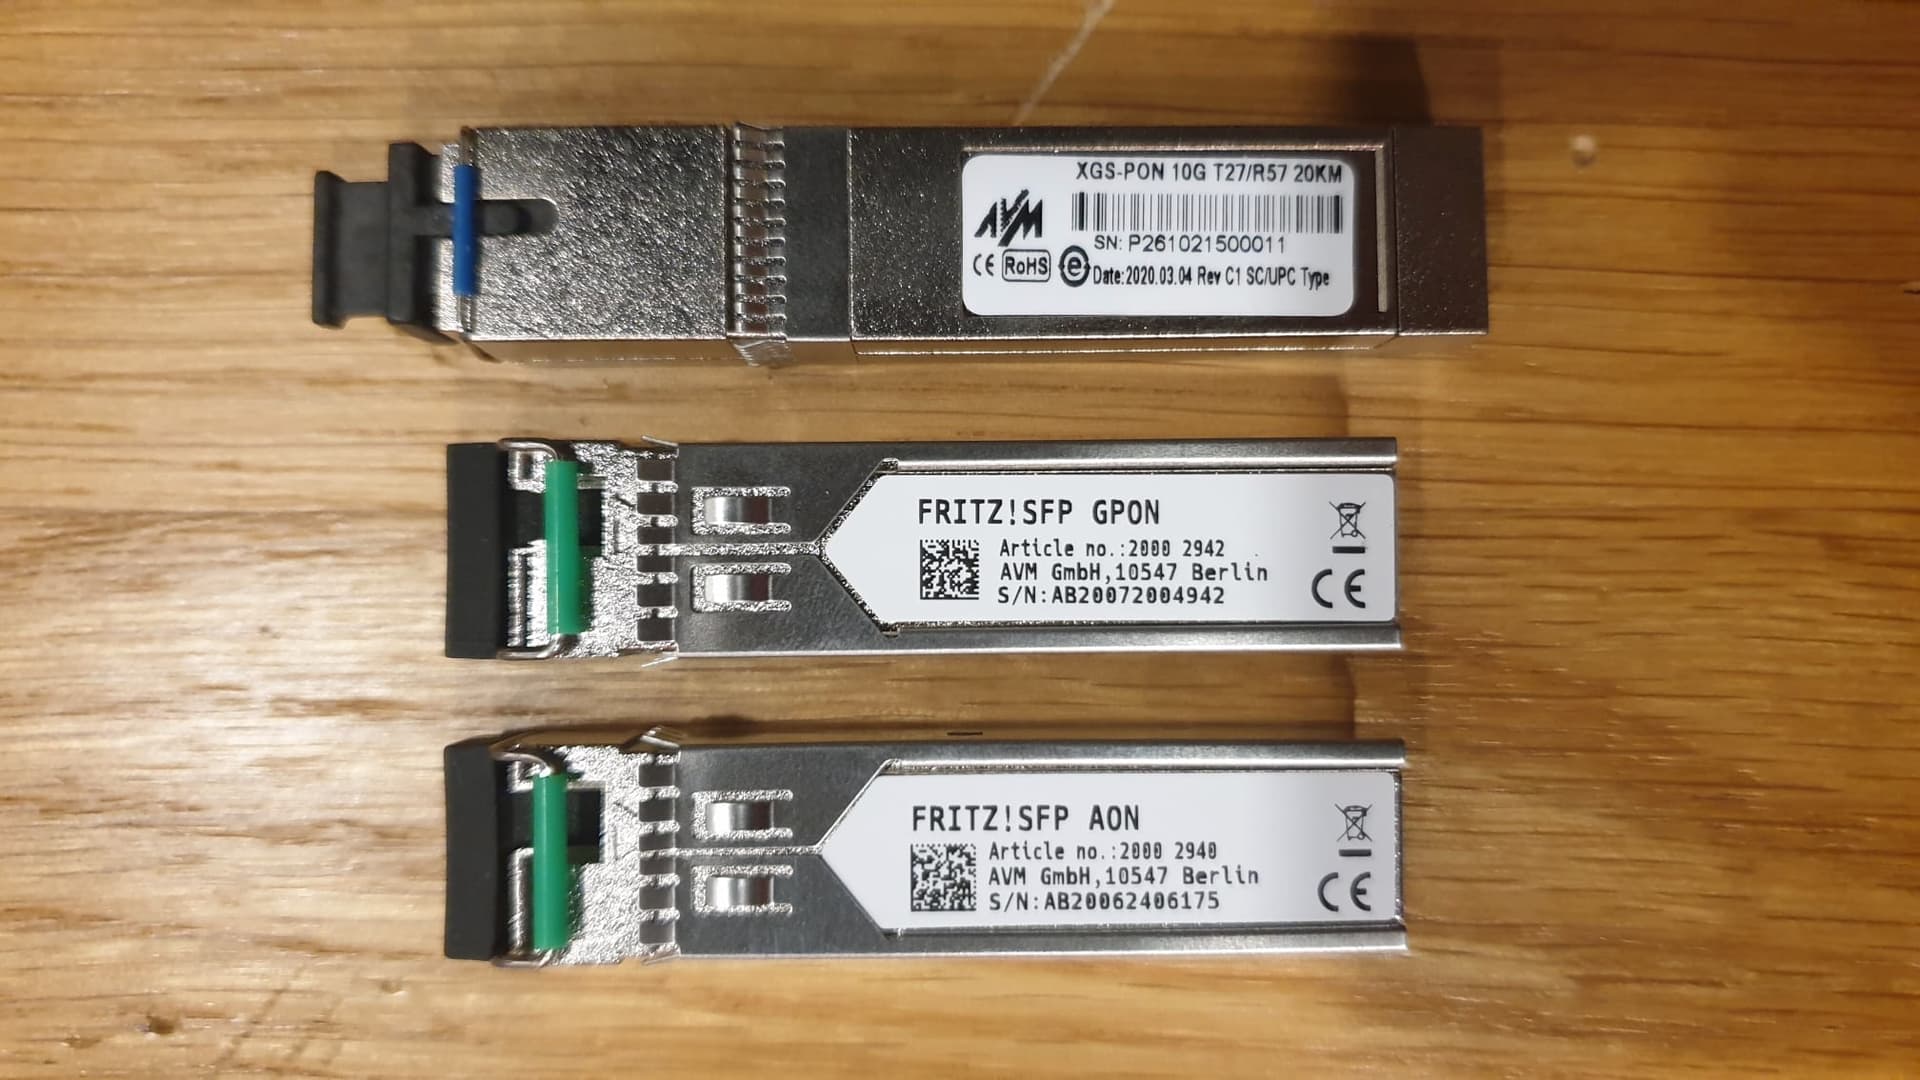 XGS-PON 10G T27/R57 20KM
AVM
SN: P261021500011
CE RoHS e Date:2020.03.04 Rev C1 SC/UPC Type
FRITZ!SFP GPON
Article no.:2000 2942
AVM GmbH,10547 Berlin
S/N:AB20072004942
CE
FRITZ!SFP AON
Article no.:2000 2940
AVM GmbH,10547 Berlin
S/N:AB20062406175
CE